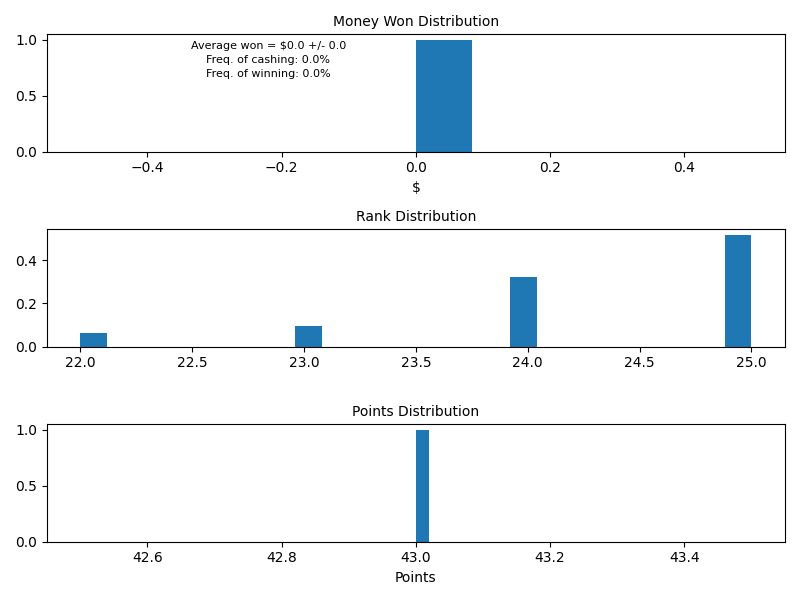 Money Won Distribution
1.0
Average won = $0.0 +/- 0.0
Freq. of cashing: 0.0%
Freq. of winning: 0.0%
0.5
0.0
−0.4 −0.2 0.0 0.2 0.4
$
Rank Distribution
0.4
0.2
0.0
22.0 22.5 23.0 23.5 24.0 24.5 25.0
Points Distribution
1.0
0.5
0.0
42.6 42.8 43.0 43.2 43.4
Points